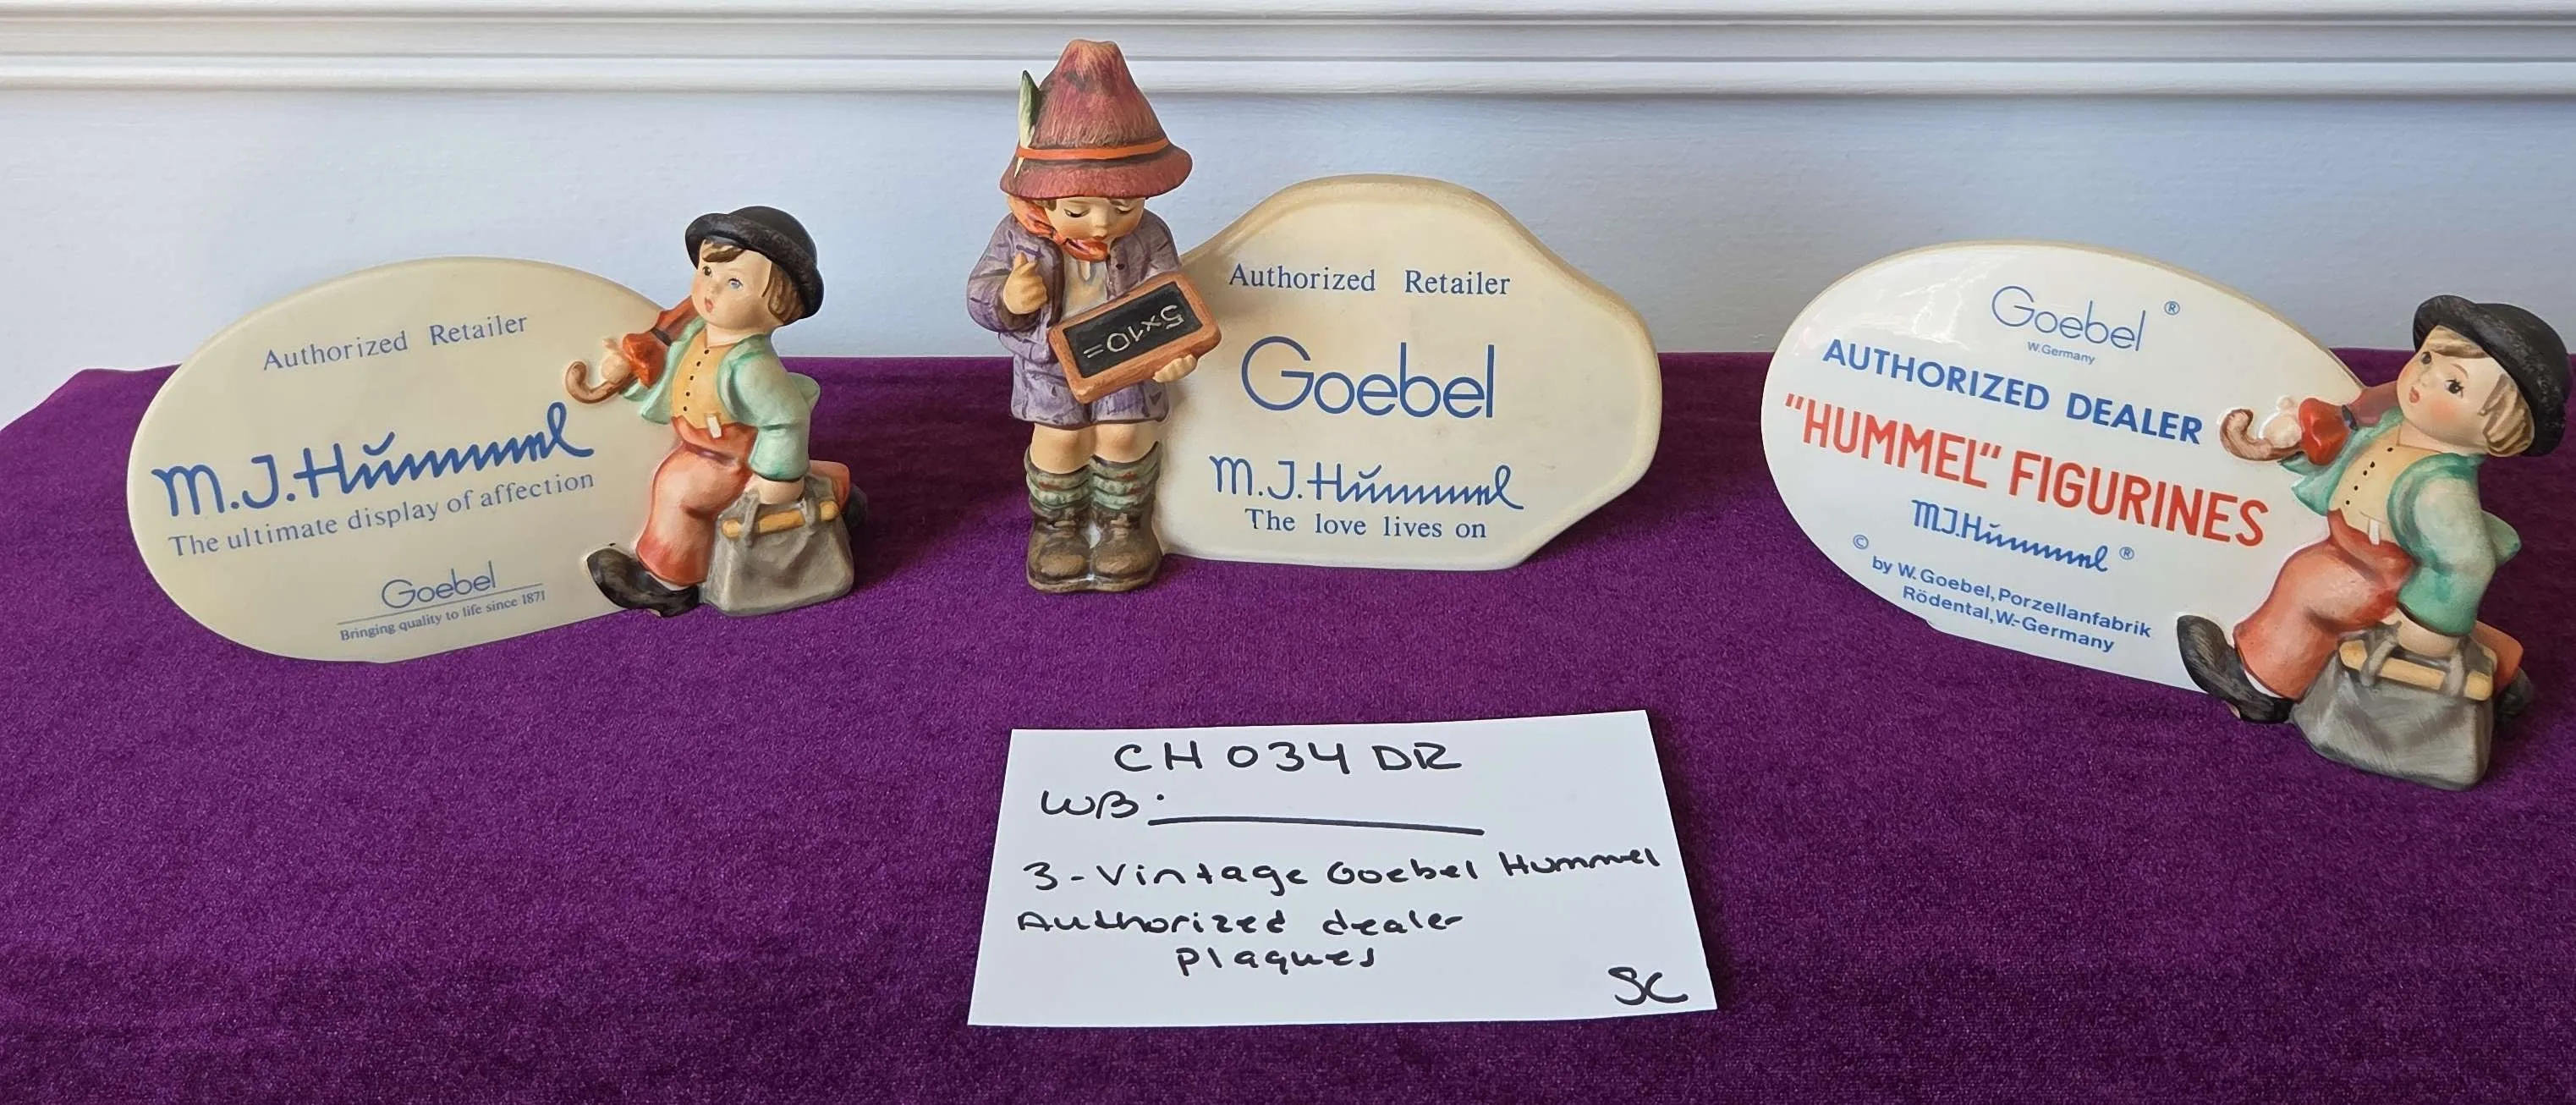 Authorized Retailer
M.J.Hummel
The ultimate display of affection
Goebel
Bringing quality to life since 1871
5x10=
Authorized Retailer
Goebel
M.J.Hummel
The love lives on
Goebel ®
W.Germany
AUTHORIZED DEALER
"HUMMEL" FIGURINES
M.J.Hummel ®
© by W. Goebel, Porzellanfabrik
Rödental, W.-Germany
CH 034 DR
WB:
3-Vintage Goebel Hummel
Authorized dealer
Plaques
SC